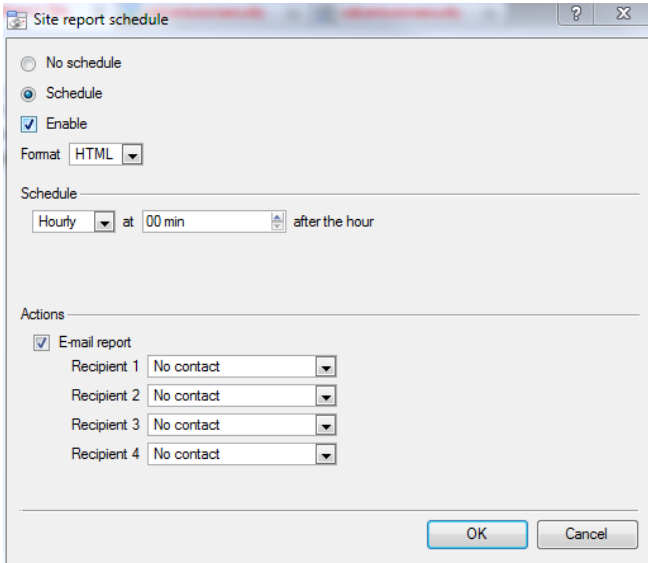 Site report schedule
No schedule
Schedule
Enable
Format HTML
Schedule
Hourly at 00 min after the hour
Actions
E-mail report
Recipient 1 No contact
Recipient 2 No contact
Recipient 3 No contact
Recipient 4 No contact
OK Cancel